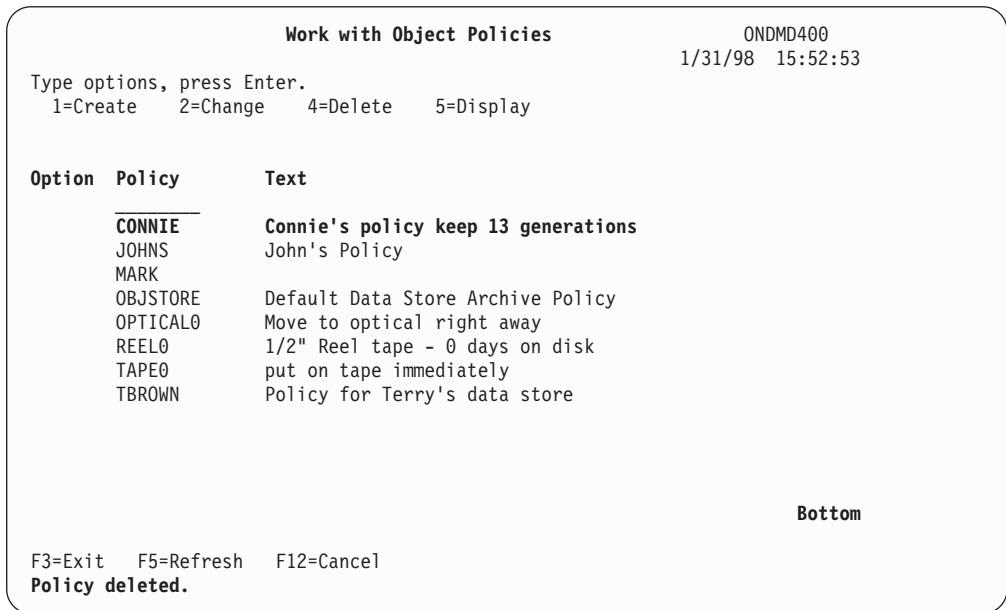 Work with Object Policies ONDMD400
1/31/98 15:52:53
Type options, press Enter.
1=Create 2=Change 4=Delete 5=Display
Option Policy Text
________
CONNIE Connie's policy keep 13 generations
JOHNS John's Policy
MARK
OBJSTORE Default Data Store Archive Policy
OPTICAL0 Move to optical right away
REEL0 1/2" Reel tape - 0 days on disk
TAPE0 put on tape immediately
TBROWN Policy for Terry's data store
Bottom
F3=Exit F5=Refresh F12=Cancel
Policy deleted.